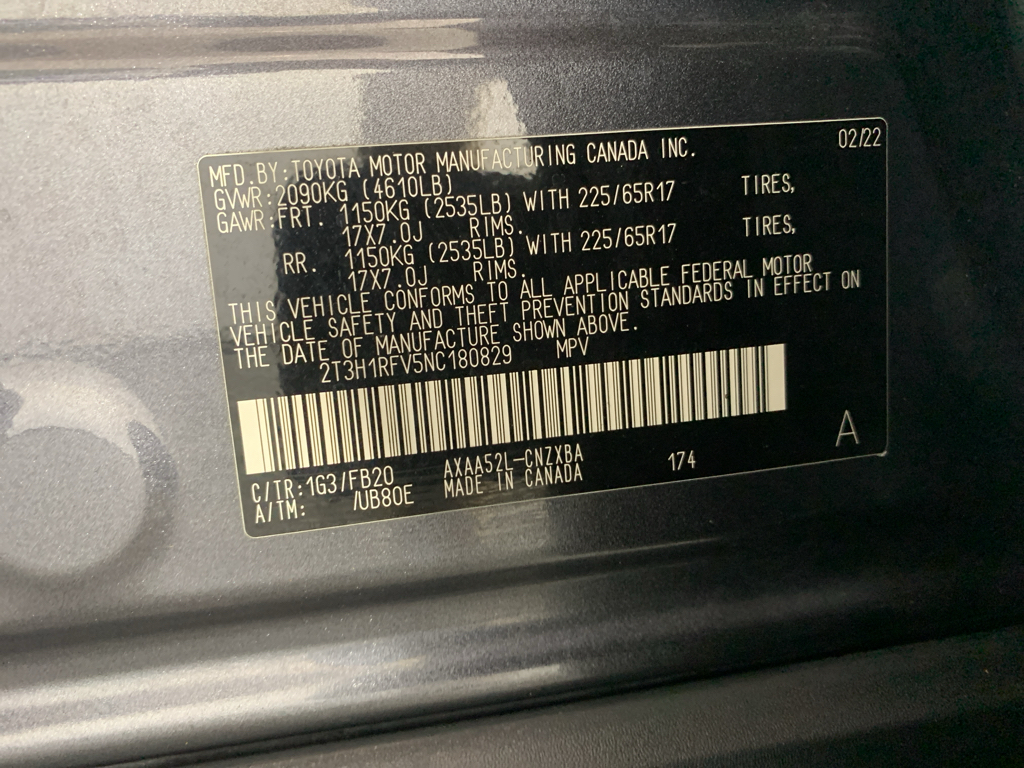 MFD.BY:TOYOTA MOTOR MANUFACTURING CANADA INC. 02/22
GVWR:2090KG (4610LB)
GAWR:FRT. 1150KG (2535LB) WITH 225/65R17 TIRES,
17X7.0J RIMS.
RR. 1150KG (2535LB) WITH 225/65R17 TIRES,
17X7.0J RIMS.
THIS VEHICLE CONFORMS TO ALL APPLICABLE FEDERAL MOTOR
VEHICLE SAFETY AND THEFT PREVENTION STANDARDS IN EFFECT ON
THE DATE OF MANUFACTURE SHOWN ABOVE.
2T3H1RFV5NC180829 MPV
A
C/TR:1G3/FB20 AXAA52L-CNZXBA 174
A/TM: /UB80E MADE IN CANADA